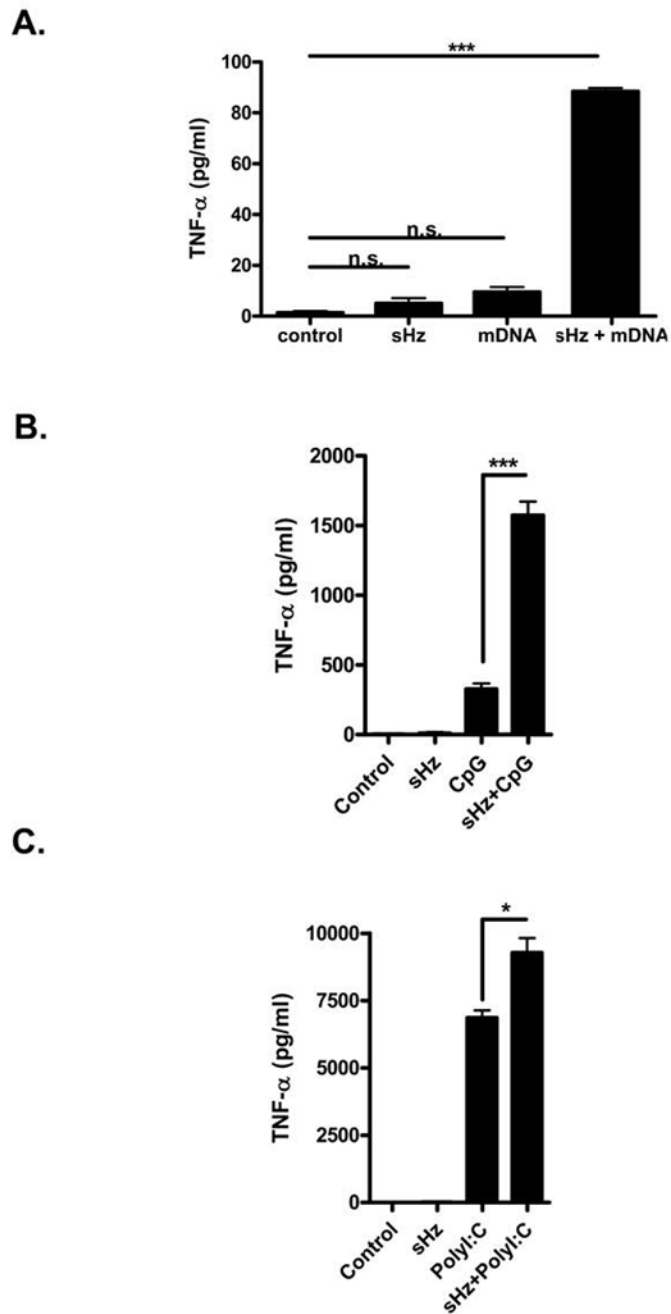 A.
***
100
80
60
40
20
0
TNF-α (pg/ml)
n.s.
n.s.
control sHz mDNA sHz + mDNA
B.
***
2000
1500
1000
500
0
TNF-α (pg/ml)
Control sHz CpG sHz+CpG
C.
*
10000
7500
5000
2500
0
TNF-α (pg/ml)
Control sHz PolyI:C sHz+PolyI:C